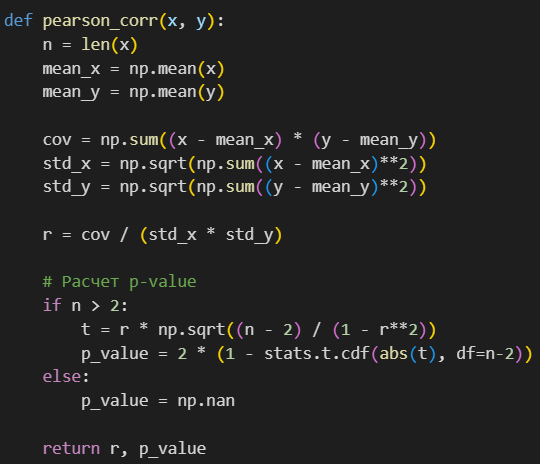 def pearson_corr(x, y):
    n = len(x)
    mean_x = np.mean(x)
    mean_y = np.mean(y)

    cov = np.sum((x - mean_x) * (y - mean_y))
    std_x = np.sqrt(np.sum((x - mean_x)**2))
    std_y = np.sqrt(np.sum((y - mean_y)**2))

    r = cov / (std_x * std_y)

    # Расчет p-value
    if n > 2:
        t = r * np.sqrt((n - 2) / (1 - r**2))
        p_value = 2 * (1 - stats.t.cdf(abs(t), df=n-2))
    else:
        p_value = np.nan

    return r, p_value